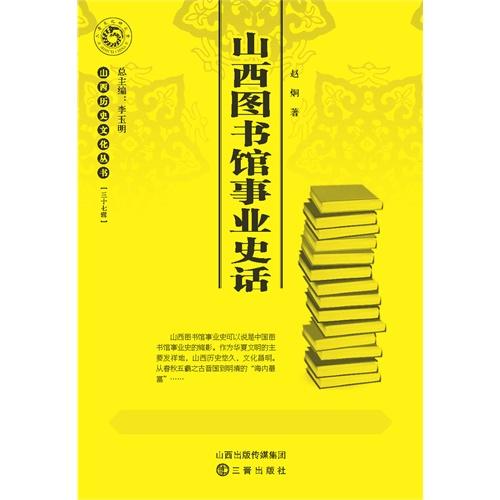 山西图书馆事业史话
赵 炯 著
总主编：李玉明
山西历史文化丛书
[三十七辑]
山西图书馆事业史可以说是中国图
书馆事业史的缩影。作为华夏文明的主
要发祥地，山西历史悠久，文化昌明。
从春秋五霸之古晋国到明清的“海内最
富”……
山西出版传媒集团
三晋出版社